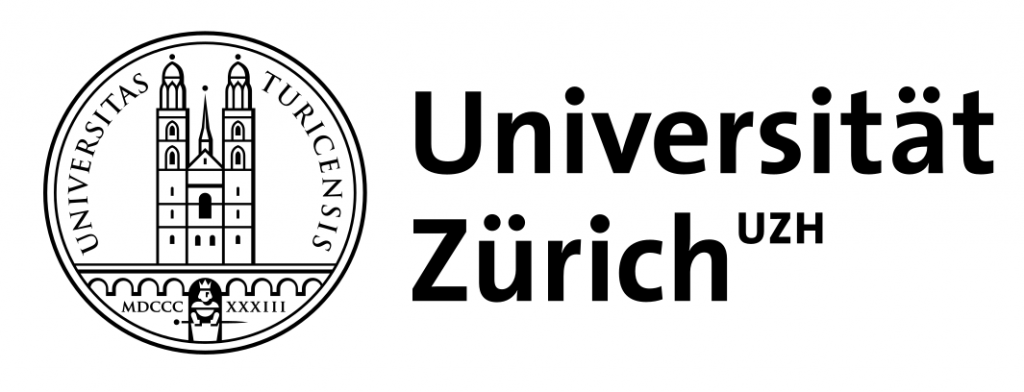 UNIVERSITAS TURICENSIS
MDCCC XXXIII
Universität
Zürich UZH